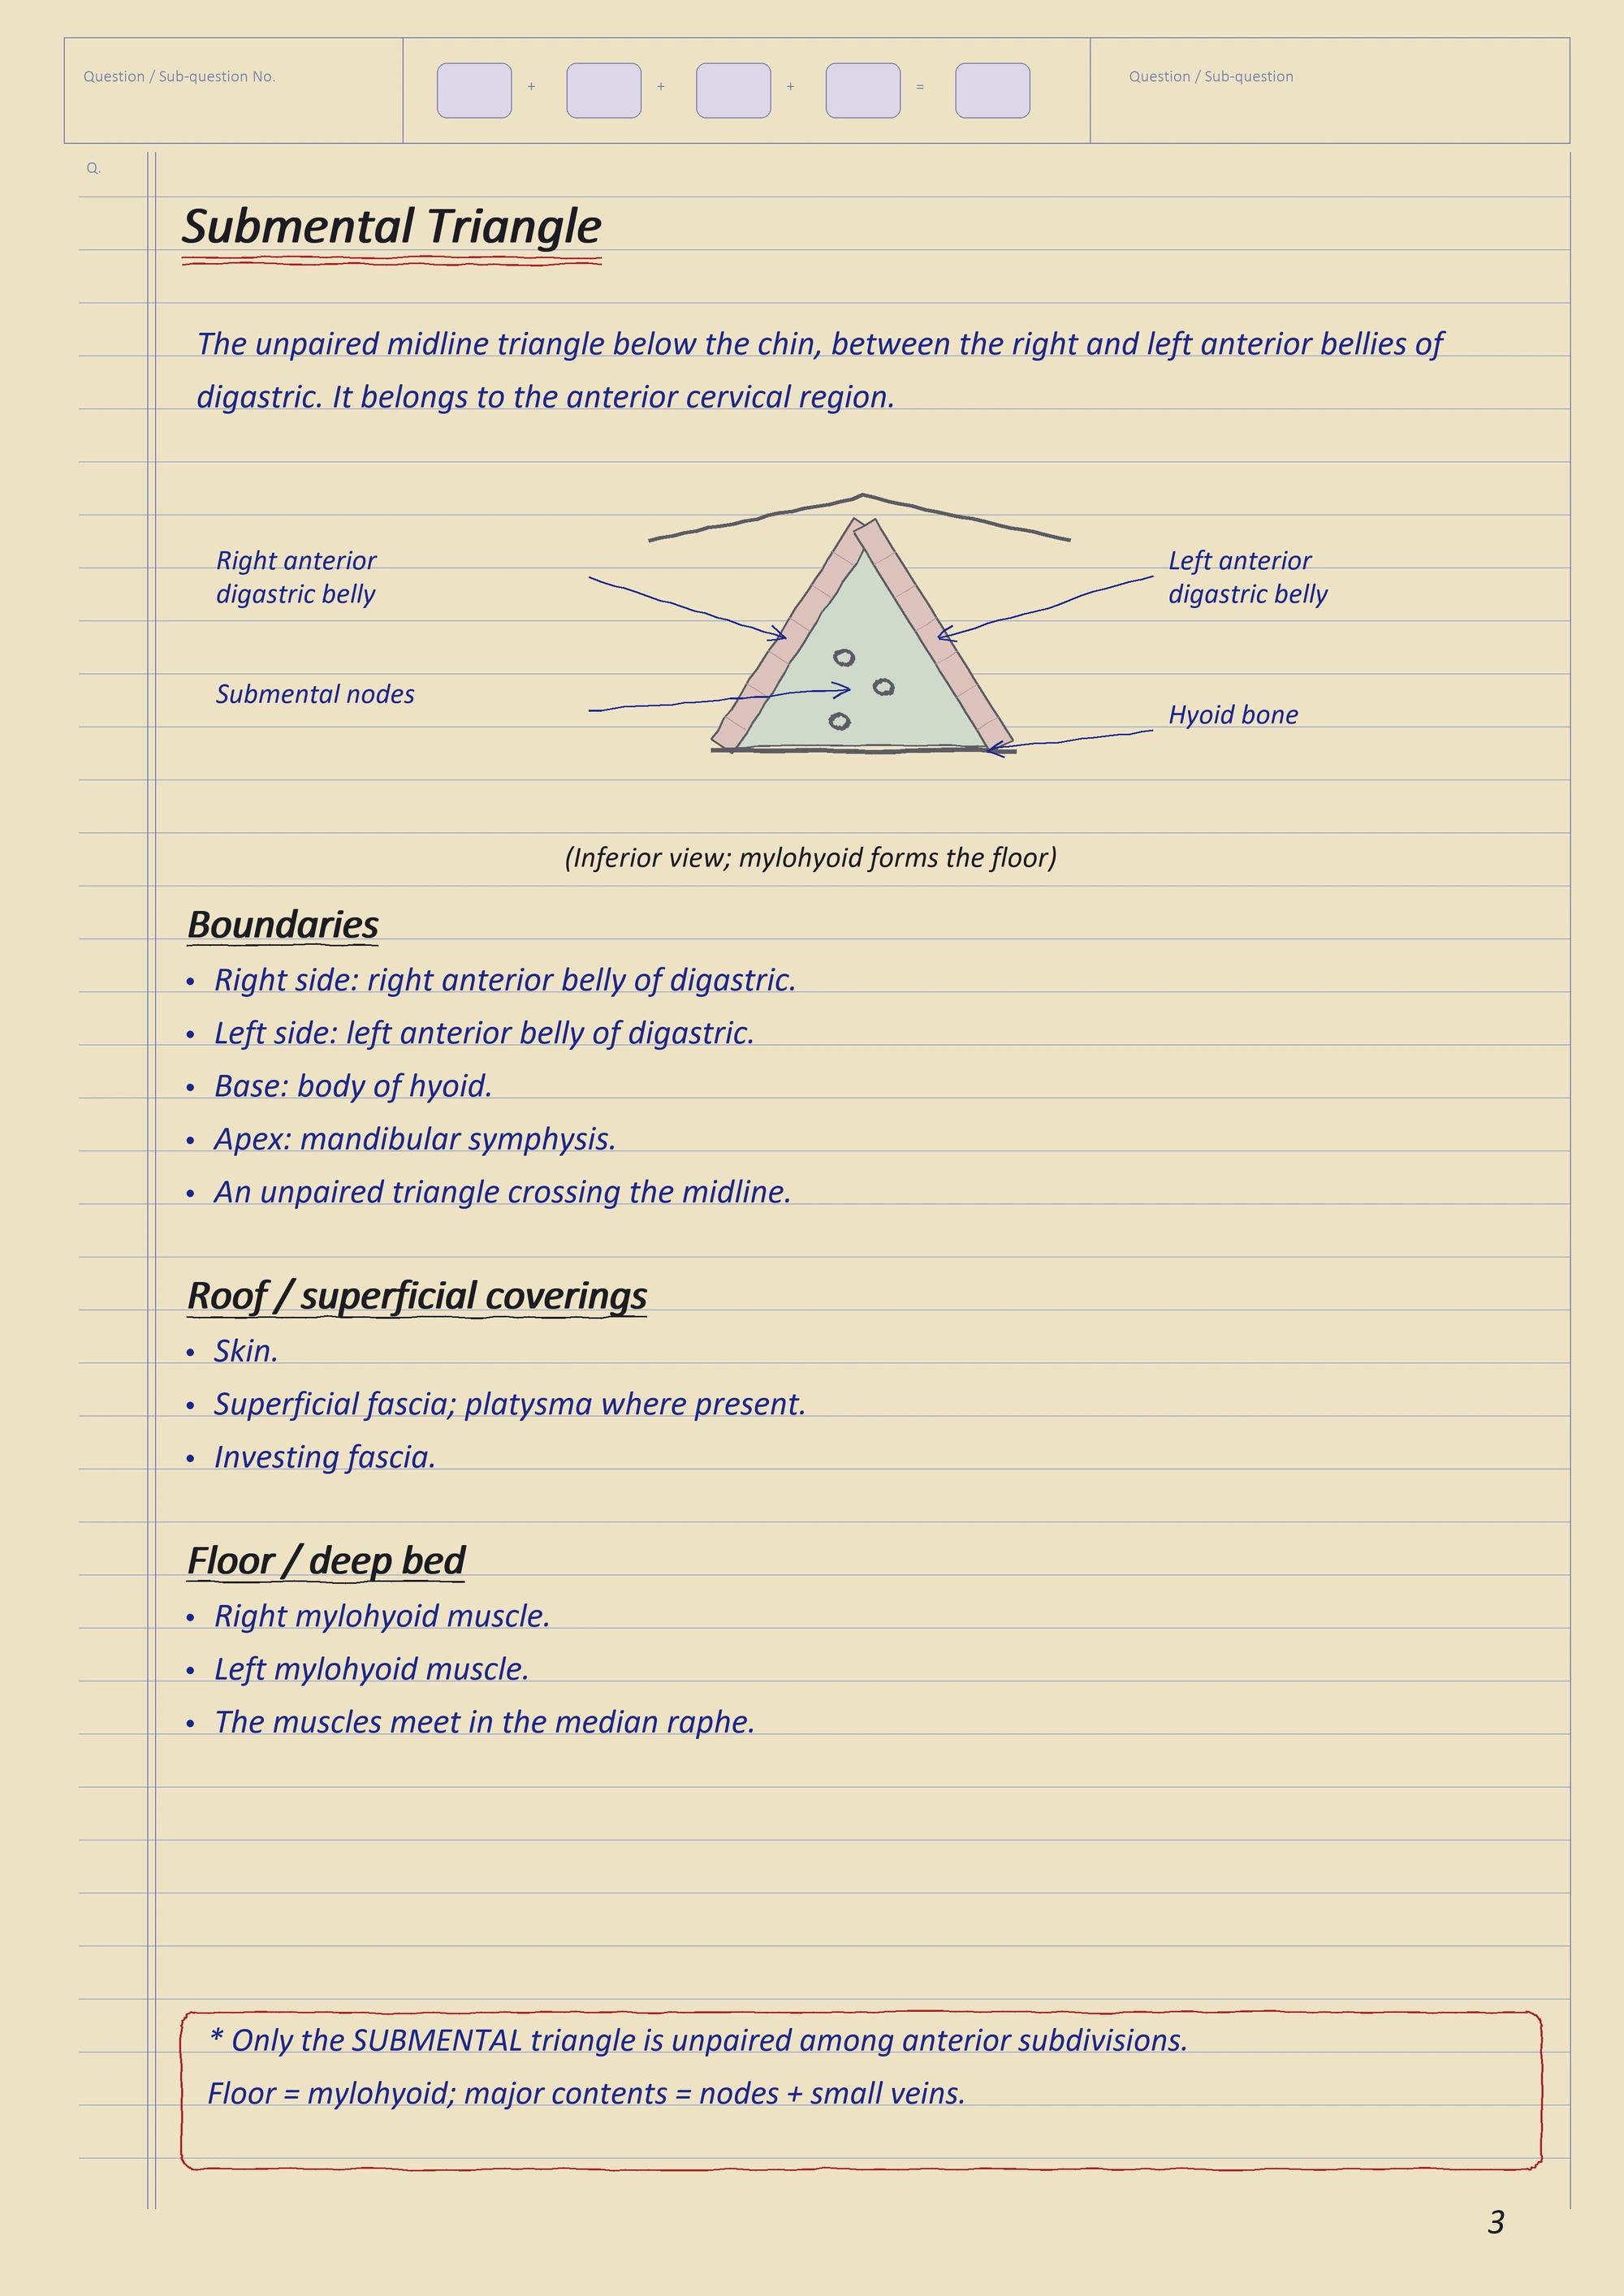 Question / Sub-question No.
+ + + =
Question / Sub-question
Q.
Submental Triangle
The unpaired midline triangle below the chin, between the right and left anterior bellies of
digastric. It belongs to the anterior cervical region.
Right anterior
digastric belly
Left anterior
digastric belly
Submental nodes
Hyoid bone
(Inferior view; mylohyoid forms the floor)
Boundaries
• Right side: right anterior belly of digastric.
• Left side: left anterior belly of digastric.
• Base: body of hyoid.
• Apex: mandibular symphysis.
• An unpaired triangle crossing the midline.
Roof / superficial coverings
• Skin.
• Superficial fascia; platysma where present.
• Investing fascia.
Floor / deep bed
• Right mylohyoid muscle.
• Left mylohyoid muscle.
• The muscles meet in the median raphe.
* Only the SUBMENTAL triangle is unpaired among anterior subdivisions.
Floor = mylohyoid; major contents = nodes + small veins.
3